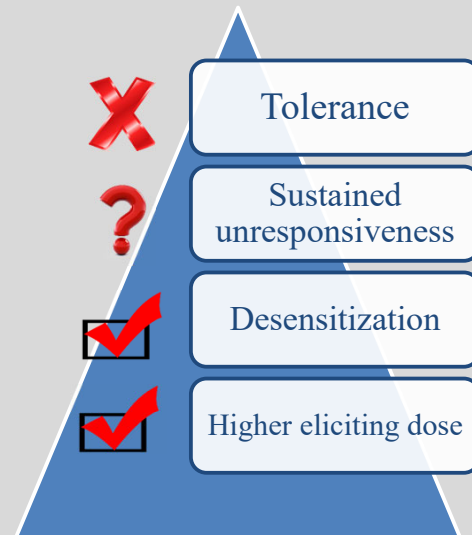 Tolerance
Sustained
unresponsiveness
Desensitization
Higher eliciting dose